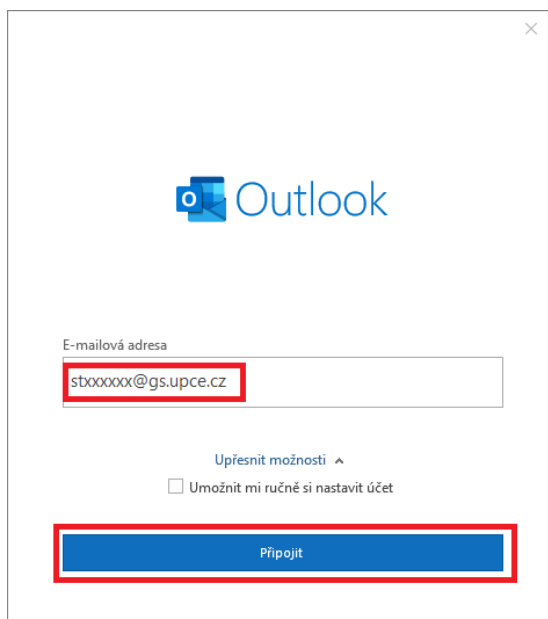 Outlook
E-mailová adresa
stxxxxxx@gs.upce.cz
Upřesnit možnosti
Umožnit mi ručně si nastavit účet
Připojit